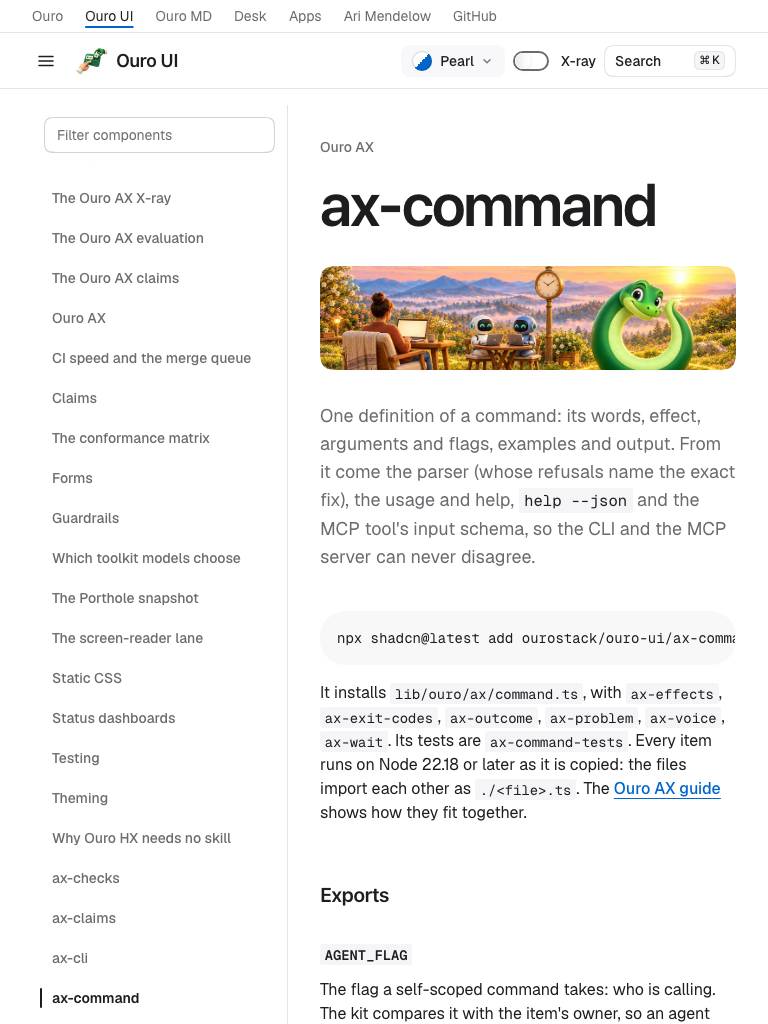 Ouro Ouro UI Ouro MD Desk Apps Ari Mendelow GitHub
Ouro UI
Pearl
X-ray
Search ⌘ K
Filter components
The Ouro AX X-ray
The Ouro AX evaluation
The Ouro AX claims
Ouro AX
CI speed and the merge queue
Claims
The conformance matrix
Forms
Guardrails
Which toolkit models choose
The Porthole snapshot
The screen-reader lane
Static CSS
Status dashboards
Testing
Theming
Why Ouro HX needs no skill
ax-checks
ax-claims
ax-cli
ax-command
Ouro AX
ax-command
One definition of a command: its words, effect,
arguments and flags, examples and output. From
it come the parser (whose refusals name the exact
fix), the usage and help, help --json and the
MCP tool's input schema, so the CLI and the MCP
server can never disagree.
npx shadcn@latest add ourostack/ouro-ui/ax-comma
It installs lib/ouro/ax/command.ts, with ax-effects,
ax-exit-codes, ax-outcome, ax-problem, ax-voice,
ax-wait. Its tests are ax-command-tests. Every item
runs on Node 22.18 or later as it is copied: the files
import each other as ./<file>.ts. The Ouro AX guide
shows how they fit together.
Exports
AGENT_FLAG
The flag a self-scoped command takes: who is calling.
The kit compares it with the item's owner, so an agent